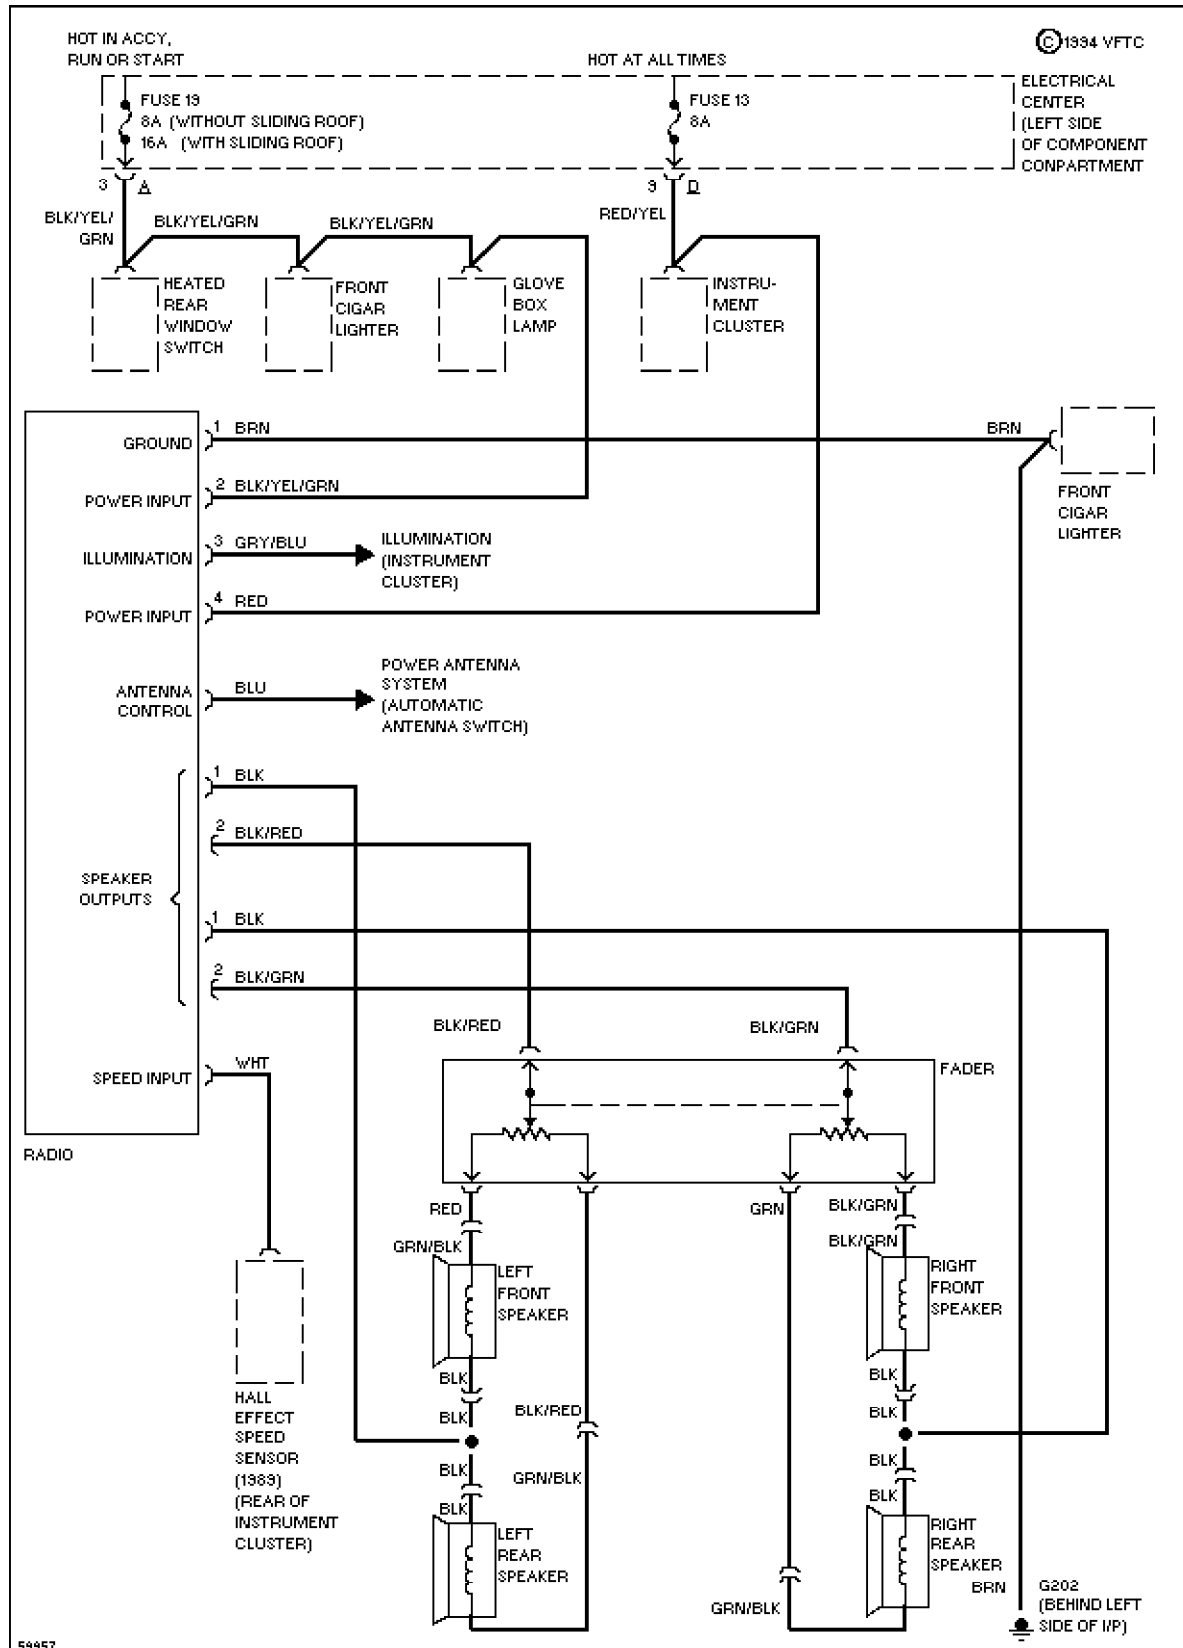 HOT IN ACCY,
RUN OR START
HOT AT ALL TIMES
© 1994 VFTC
FUSE 19
8A (WITHOUT SLIDING ROOF)
16A (WITH SLIDING ROOF)
FUSE 13
8A
ELECTRICAL
CENTER
(LEFT SIDE
OF COMPONENT
CONPARTMENT
3 A
9 D
BLK/YEL/
GRN
BLK/YEL/GRN
BLK/YEL/GRN
RED/YEL
HEATED
REAR
WINDOW
SWITCH
FRONT
CIGAR
LIGHTER
GLOVE
BOX
LAMP
INSTRU-
MENT
CLUSTER
GROUND
1 BRN
BRN
FRONT
CIGAR
LIGHTER
POWER INPUT
2 BLK/YEL/GRN
ILLUMINATION
3 GRY/BLU
ILLUMINATION
(INSTRUMENT
CLUSTER)
POWER INPUT
4 RED
ANTENNA
CONTROL
BLU
POWER ANTENNA
SYSTEM
(AUTOMATIC
ANTENNA SWITCH)
SPEAKER
OUTPUTS
1 BLK
2 BLK/RED
1 BLK
2 BLK/GRN
BLK/RED
BLK/GRN
SPEED INPUT
WHT
FADER
RADIO
RED
GRN
BLK/GRN
GRN/BLK
BLK/GRN
LEFT
FRONT
SPEAKER
RIGHT
FRONT
SPEAKER
BLK
BLK
BLK
BLK
BLK/RED
GRN/BLK
HALL
EFFECT
SPEED
SENSOR
(1989)
(REAR OF
INSTRUMENT
CLUSTER)
BLK
BLK
BLK
BLK
LEFT
REAR
SPEAKER
RIGHT
REAR
SPEAKER
GRN/BLK
BRN
G202
(BEHIND LEFT
SIDE OF I/P)
59957